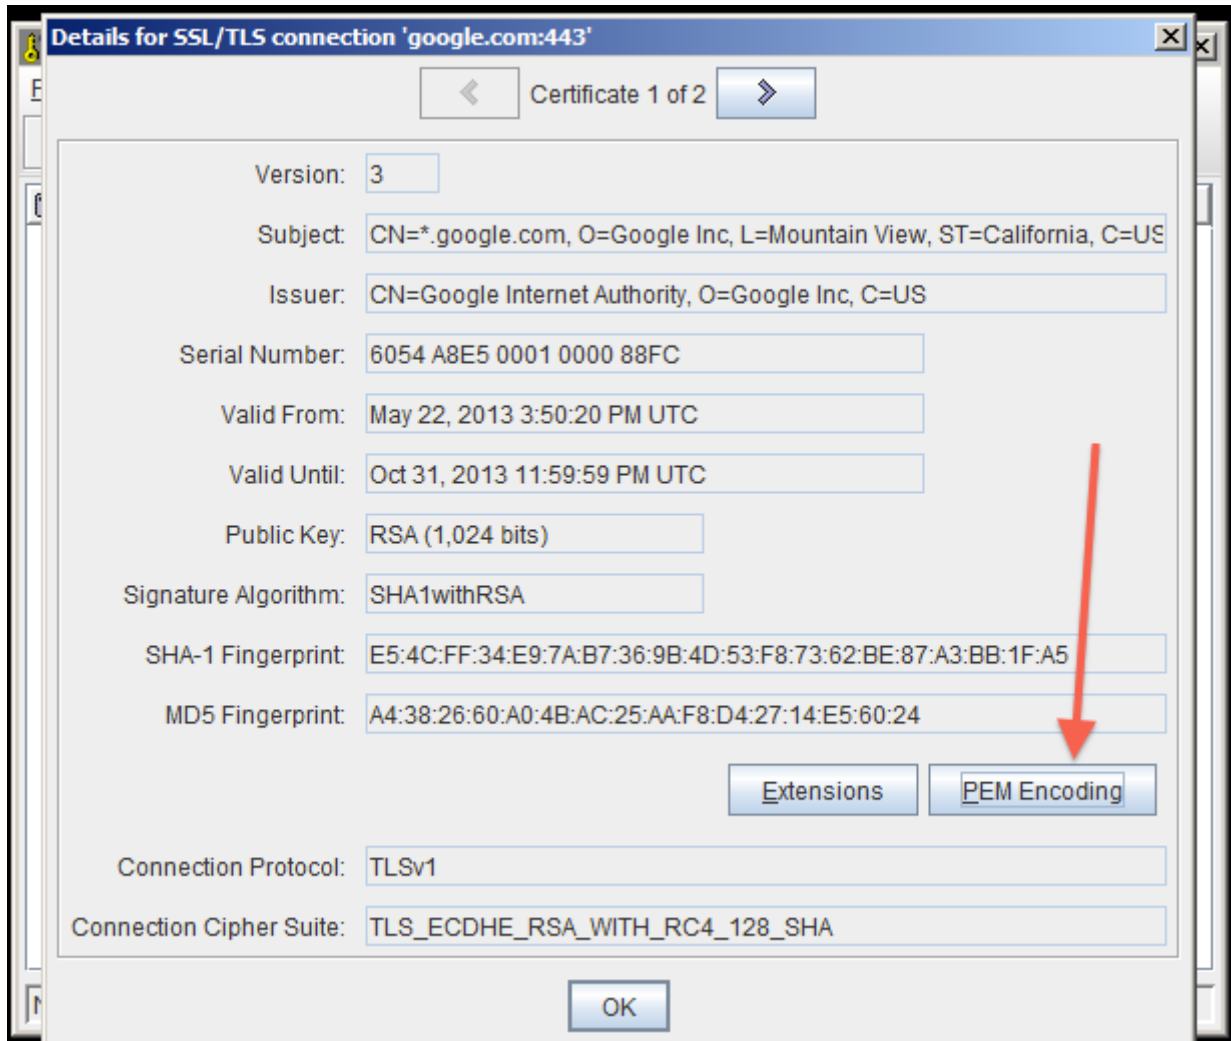 Details for SSL/TLS connection 'google.com:443'
Certificate 1 of 2
Version: 3
Subject: CN=*.google.com, O=Google Inc, L=Mountain View, ST=California, C=US
Issuer: CN=Google Internet Authority, O=Google Inc, C=US
Serial Number: 6054 A8E5 0001 0000 88FC
Valid From: May 22, 2013 3:50:20 PM UTC
Valid Until: Oct 31, 2013 11:59:59 PM UTC
Public Key: RSA (1,024 bits)
Signature Algorithm: SHA1withRSA
SHA-1 Fingerprint: E5:4C:FF:34:E9:7A:B7:36:9B:4D:53:F8:73:62:BE:87:A3:BB:1F:A5
MD5 Fingerprint: A4:38:26:60:A0:4B:AC:25:AA:F8:D4:27:14:E5:60:24
Extensions PEM Encoding
Connection Protocol: TLSv1
Connection Cipher Suite: TLS_ECDHE_RSA_WITH_RC4_128_SHA
OK